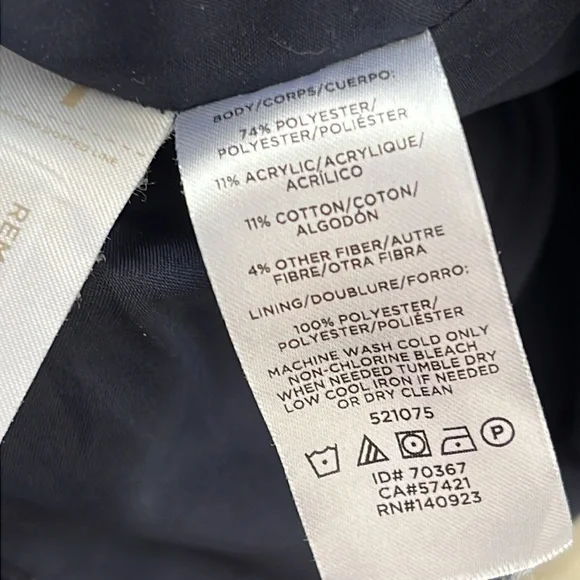 BODY/CORPS/CUERPO:
74% POLYESTER/
POLYESTER/POLIÉSTER
11% ACRYLIC/ACRYLIQUE/
ACRÍLICO
11% COTTON/COTON/
ALGODÓN
4% OTHER FIBER/AUTRE
FIBRE/OTRA FIBRA
LINING/DOUBLURE/FORRO:
100% POLYESTER/
POLYESTER/POLIÉSTER
MACHINE WASH COLD ONLY
NON-CHLORINE BLEACH
WHEN NEEDED TUMBLE DRY
LOW COOL IRON IF NEEDED
OR DRY CLEAN
521075
P
ID# 70367
CA#57421
RN#140923
REM